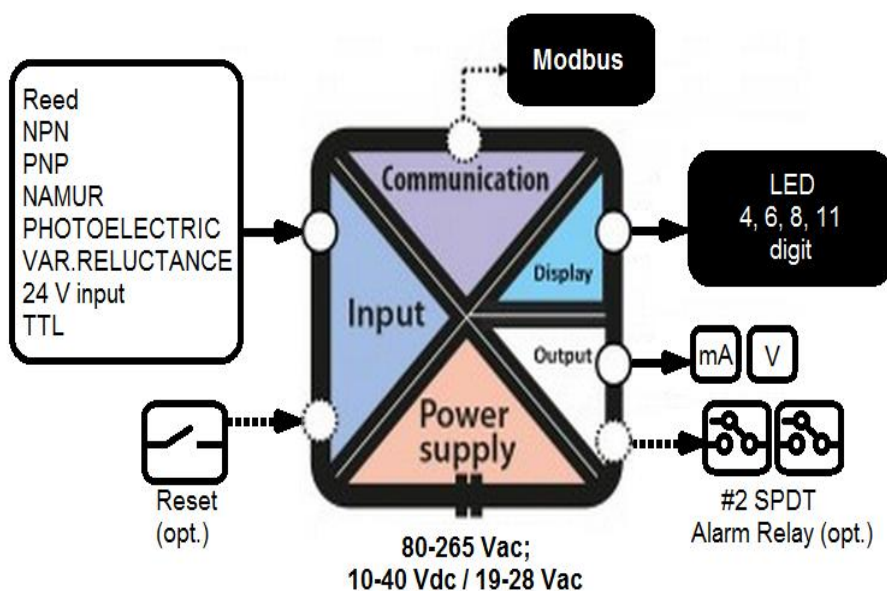 Modbus
Reed
NPN
PNP
NAMUR
PHOTOELECTRIC
VAR.RELUCTANCE
24 V input
TTL
Communication
LED
4, 6, 8, 11
digit
Display
Input
Output
mA
V
Power
supply
Reset
(opt.)
#2 SPDT
Alarm Relay (opt.)
80-265 Vac;
10-40 Vdc / 19-28 Vac